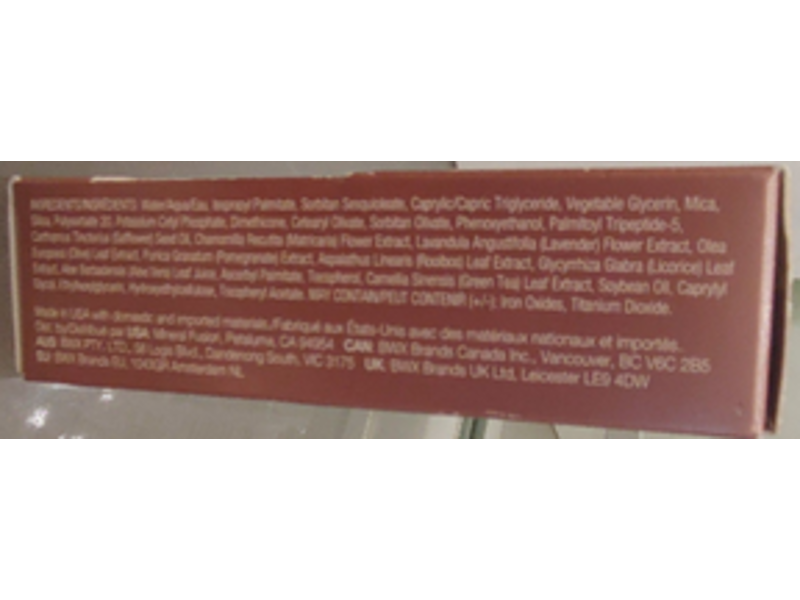 INGREDIENTS/INGRÉDIENTS: Water/Aqua/Eau, Isopropyl Palmitate, Sorbitan Sesquioleate, Caprylic/Capric Triglyceride, Vegetable Glycerin, Mica,
Silica, Polysorbate 20, Potassium Cetyl Phosphate, Dimethicone, Cetearyl Olivate, Sorbitan Olivate, Phenoxyethanol, Palmitoyl Tripeptide-5,
Carthamus Tinctorius (Safflower) Seed Oil, Chamomilla Recutita (Matricaria) Flower Extract, Lavandula Angustifolia (Lavender) Flower Extract, Olea
Europaea (Olive) Leaf Extract, Punica Granatum (Pomegranate) Extract, Aspalathus Linearis (Rooibos) Leaf Extract, Glycyrrhiza Glabra (Licorice) Leaf
Extract, Aloe Barbadensis (Aloe Vera) Leaf Juice, Ascorbyl Palmitate, Tocopherol, Camellia Sinensis (Green Tea) Leaf Extract, Soybean Oil, Caprylyl
Glycol, Ethylhexylglycerin, Hydroxyethylcellulose, Tocopheryl Acetate. MAY CONTAIN/PEUT CONTENIR (+/-): Iron Oxides, Titanium Dioxide.
Made in USA with domestic and imported materials./Fabriqué aux États-Unis avec des matériaux nationaux et importés.
Dist. by/Distribué par USA: Mineral Fusion, Petaluma, CA 94954 CAN: BWX Brands Canada Inc., Vancouver, BC V6C 2B5
AUS: BWX PTY. LTD., Logis Blvd., Dandenong South, VIC 3175 UK: BWX Brands UK Ltd, Leicester LE9 4DW
EU: BWX Brands EU, Amsterdam NL